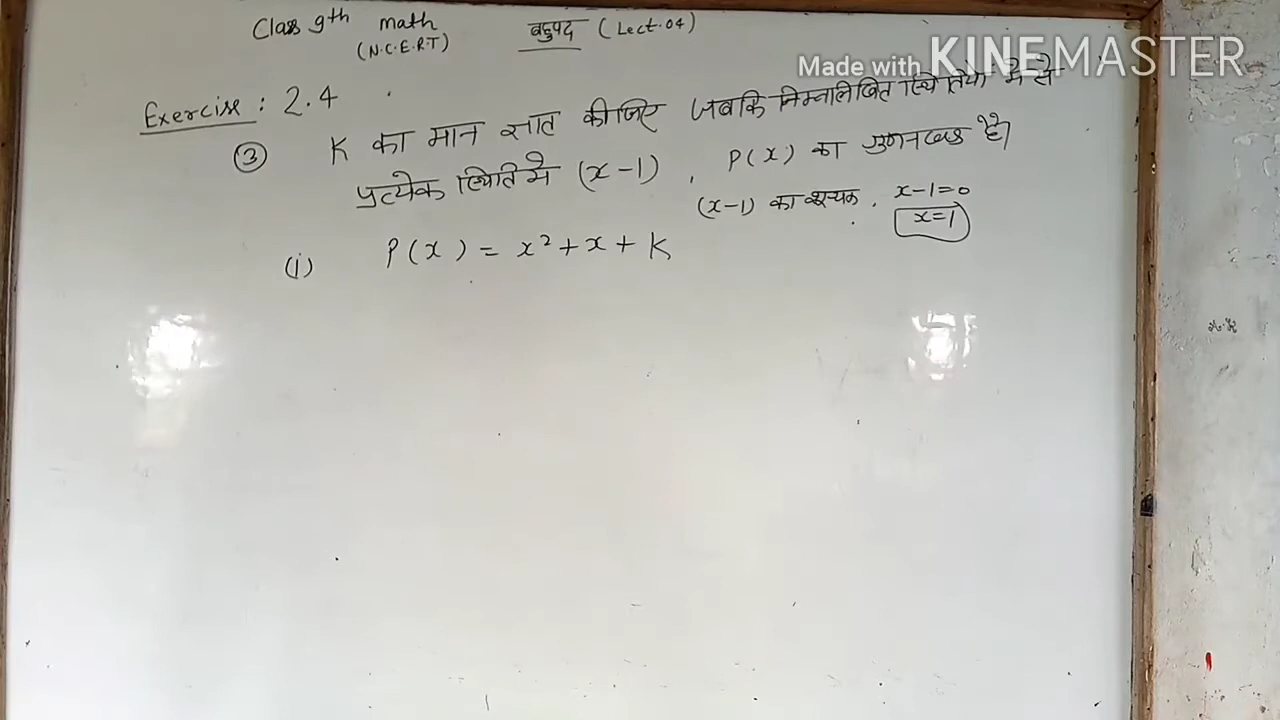 Class 9th math बहुपद (Lect.04)
(N.C.E.R.T)
Made with KINEMASTER
Exercise : 2.4
③ K का मान ज्ञात कीजिए जबकि निम्नलिखित स्थितियो मे से
प्रत्येक स्थिति मे (x-1), P(x) का गुणनखण्ड है।
(x-1) का शून्यक, x-1=0
x=1
(i) P(x) = x²+x+K